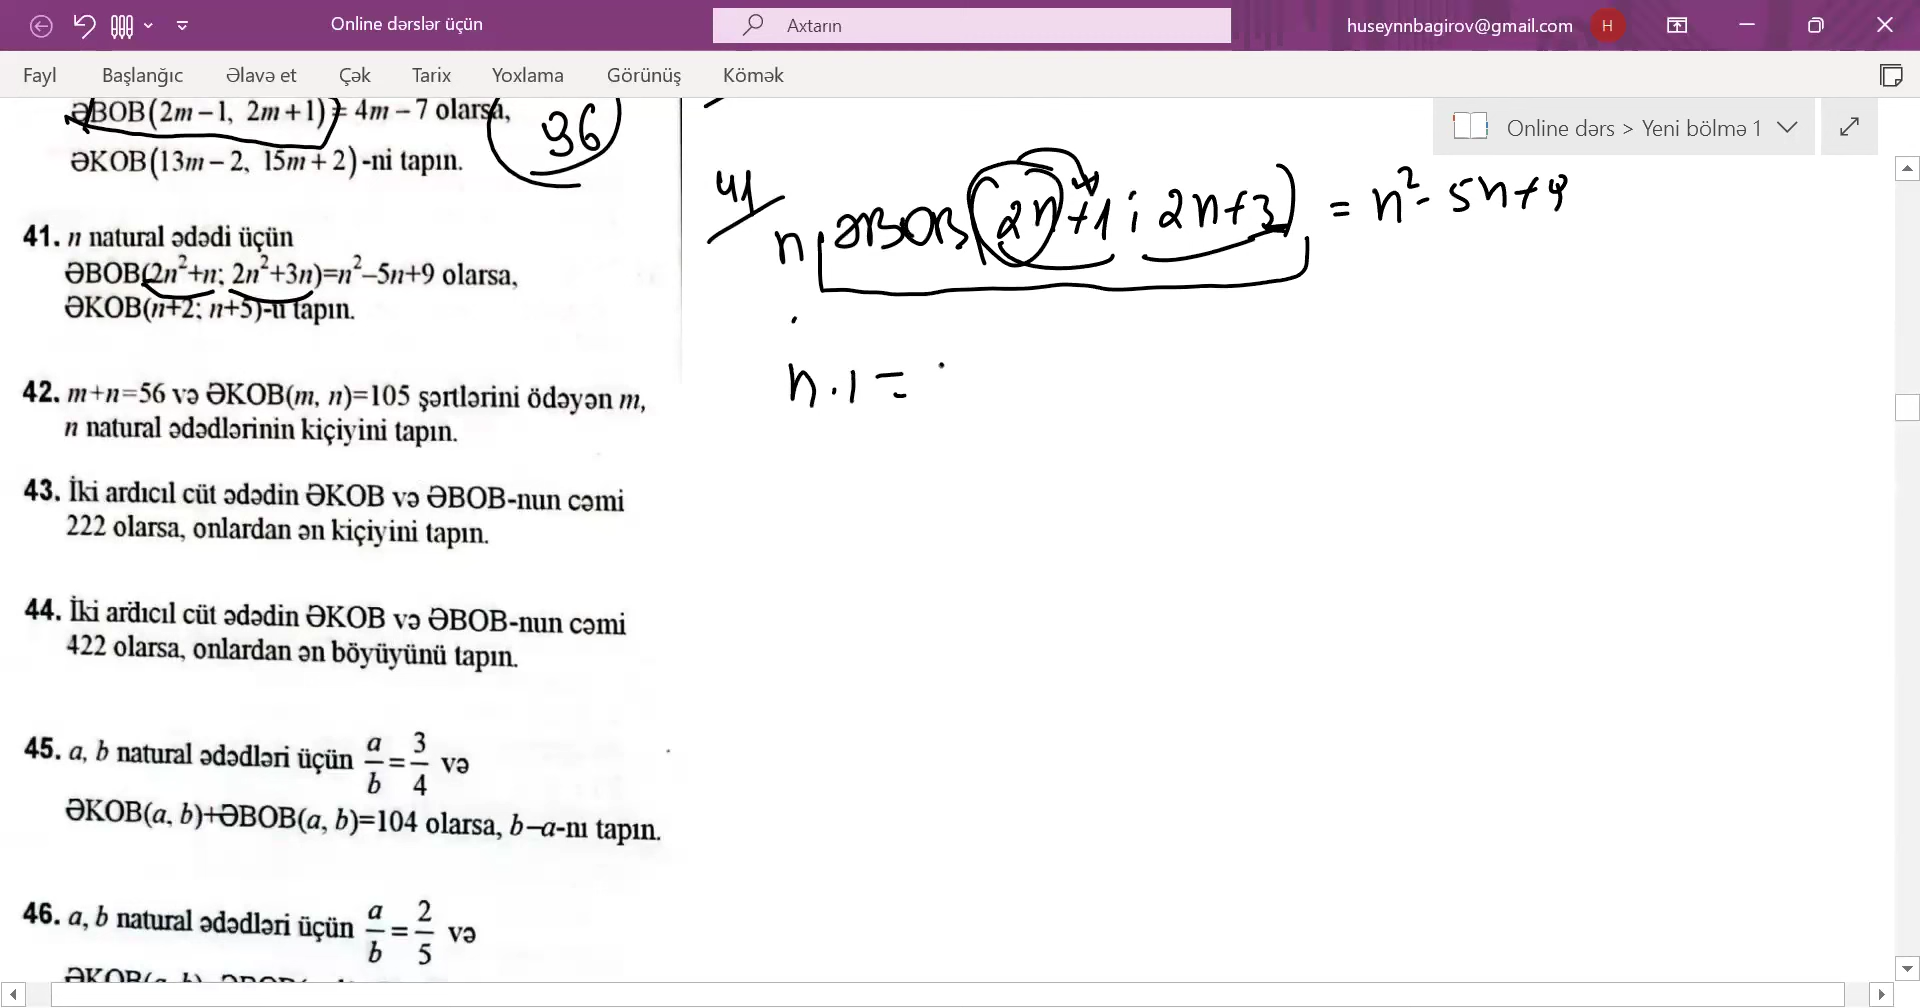 Online dərslər üçün
Axtarın
huseynnbagirov@gmail.com
H
Fayl Başlanğıc Əlavə et Çək Tarix Yoxlama Görünüş Kömək
Online dərs > Yeni bölmə 1
ƏBOB(2m−1, 2m+1) = 4m−7 olarsa,
ƏKOB(13m−2, 15m+2)-ni tapın.
96
41. n natural ədədi üçün
ƏBOB(2n²+n; 2n²+3n)=n²−5n+9 olarsa,
ƏKOB(n+2; n+5)-ü tapın.
42. m+n=56 və ƏKOB(m, n)=105 şərtlərini ödəyən m,
n natural ədədlərinin kiçiyini tapın.
43. İki ardıcıl cüt ədədin ƏKOB və ƏBOB-nun cəmi
222 olarsa, onlardan ən kiçiyini tapın.
44. İki ardıcıl cüt ədədin ƏKOB və ƏBOB-nun cəmi
422 olarsa, onlardan ən böyüyünü tapın.
45. a, b natural ədədləri üçün a/b = 3/4 və
ƏKOB(a, b)+ƏBOB(a, b)=104 olarsa, b−a-nı tapın.
46. a, b natural ədədləri üçün a/b = 2/5 və
41
n · ƏBOB(2n+1; 2n+3) = n² - 5n+9
n·1 =